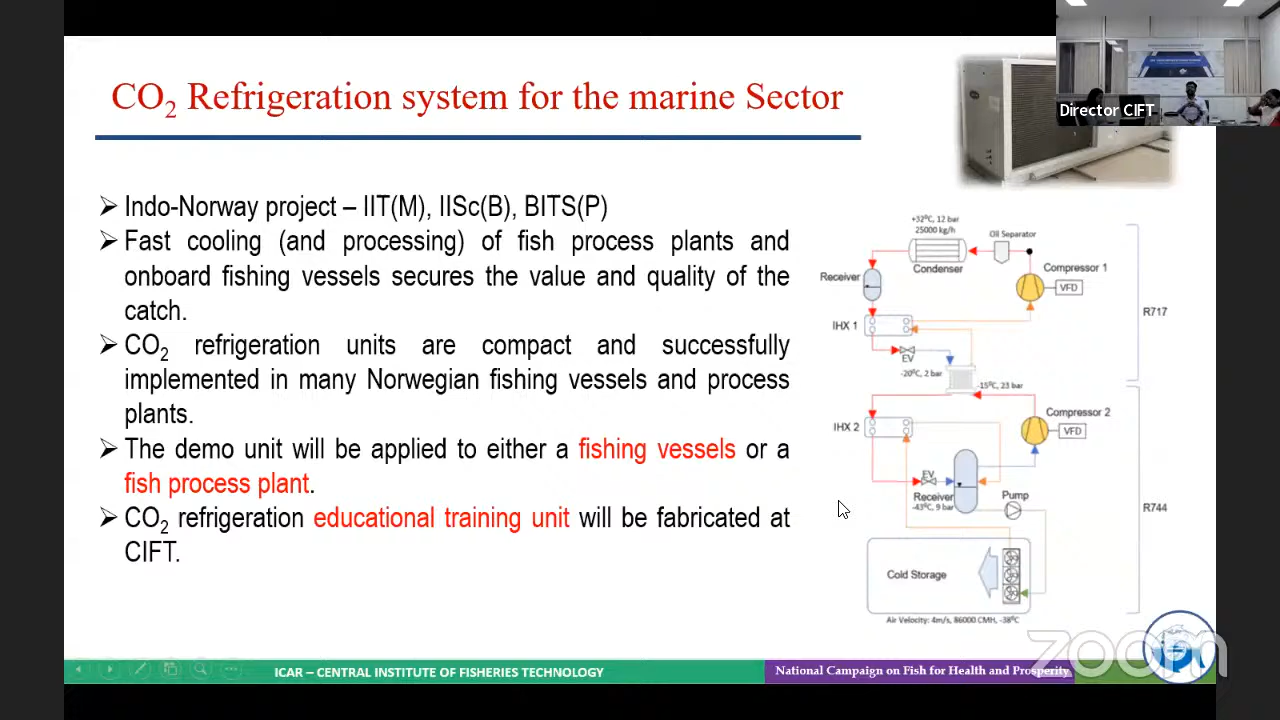 CO2 Refrigeration system for the marine Sector
Director CIFT
➢ Indo-Norway project – IIT(M), IISc(B), BITS(P)
➢ Fast cooling (and processing) of fish process plants and
onboard fishing vessels secures the value and quality of the
catch.
➢ CO2 refrigeration units are compact and successfully
implemented in many Norwegian fishing vessels and process
plants.
➢ The demo unit will be applied to either a fishing vessels or a
fish process plant.
➢ CO2 refrigeration educational training unit will be fabricated at
CIFT.
+32⁰C, 12 bar
25000 kg/h
Oil Separator
Condenser
Receiver
Compressor 1
VFD
R717
IHX 1
EV
-20⁰C, 2 bar
-15⁰C, 23 bar
IHX 2
Compressor 2
VFD
EV
Receiver
-43⁰C, 9 bar
Pump
R744
Cold Storage
Air Velocity: 4m/s, 86000 CMH, -38⁰C
zoom
ICAR – CENTRAL INSTITUTE OF FISHERIES TECHNOLOGY
National Campaign on Fish for Health and Prosperity